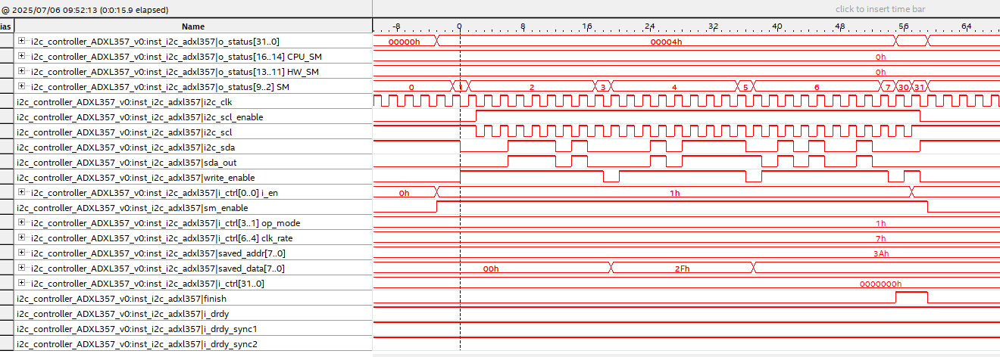 @ 2025/07/06 09:52:13 (0:0:15.9 elapsed) click to insert time bar
ias Name -8 0 8 16 24 32 40 48 56 64
i2c_controller_ADXL357_v0:inst_i2c_adxl357|o_status[31..0] 00000h 00004h
i2c_controller_ADXL357_v0:inst_i2c_adxl357|o_status[16..14] CPU_SM 0h
i2c_controller_ADXL357_v0:inst_i2c_adxl357|o_status[13..11] HW_SM 0h
i2c_controller_ADXL357_v0:inst_i2c_adxl357|o_status[9..2] SM 0 1 2 3 4 5 6 7 30 31
i2c_controller_ADXL357_v0:inst_i2c_adxl357|i2c_clk
i2c_controller_ADXL357_v0:inst_i2c_adxl357|i2c_scl_enable
i2c_controller_ADXL357_v0:inst_i2c_adxl357|i2c_scl
i2c_controller_ADXL357_v0:inst_i2c_adxl357|i2c_sda
i2c_controller_ADXL357_v0:inst_i2c_adxl357|sda_out
i2c_controller_ADXL357_v0:inst_i2c_adxl357|write_enable
i2c_controller_ADXL357_v0:inst_i2c_adxl357|i_ctrl[0..0] i_en 0h 1h
i2c_controller_ADXL357_v0:inst_i2c_adxl357|sm_enable
i2c_controller_ADXL357_v0:inst_i2c_adxl357|i_ctrl[3..1] op_mode 1h
i2c_controller_ADXL357_v0:inst_i2c_adxl357|i_ctrl[6..4] clk_rate 7h
i2c_controller_ADXL357_v0:inst_i2c_adxl357|saved_addr[7..0] 3Ah
i2c_controller_ADXL357_v0:inst_i2c_adxl357|saved_data[7..0] 00h 2Fh
i2c_controller_ADXL357_v0:inst_i2c_adxl357|i_ctrl[31..0] 0000000h
i2c_controller_ADXL357_v0:inst_i2c_adxl357|finish
i2c_controller_ADXL357_v0:inst_i2c_adxl357|i_drdy
i2c_controller_ADXL357_v0:inst_i2c_adxl357|i_drdy_sync1
i2c_controller_ADXL357_v0:inst_i2c_adxl357|i_drdy_sync2